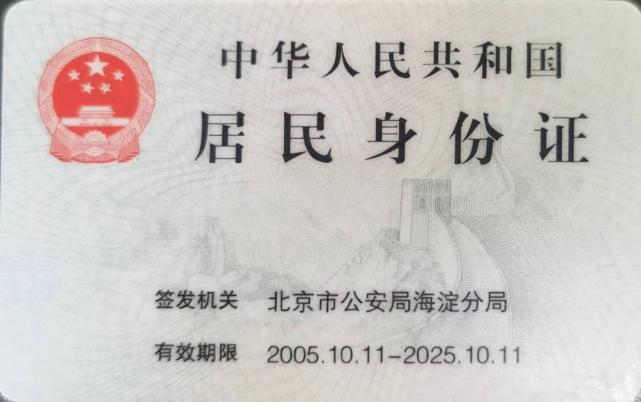 中华人民共和国
居民身份证
签发机关 北京市公安局海淀分局
有效期限 2005.10.11-2025.10.11